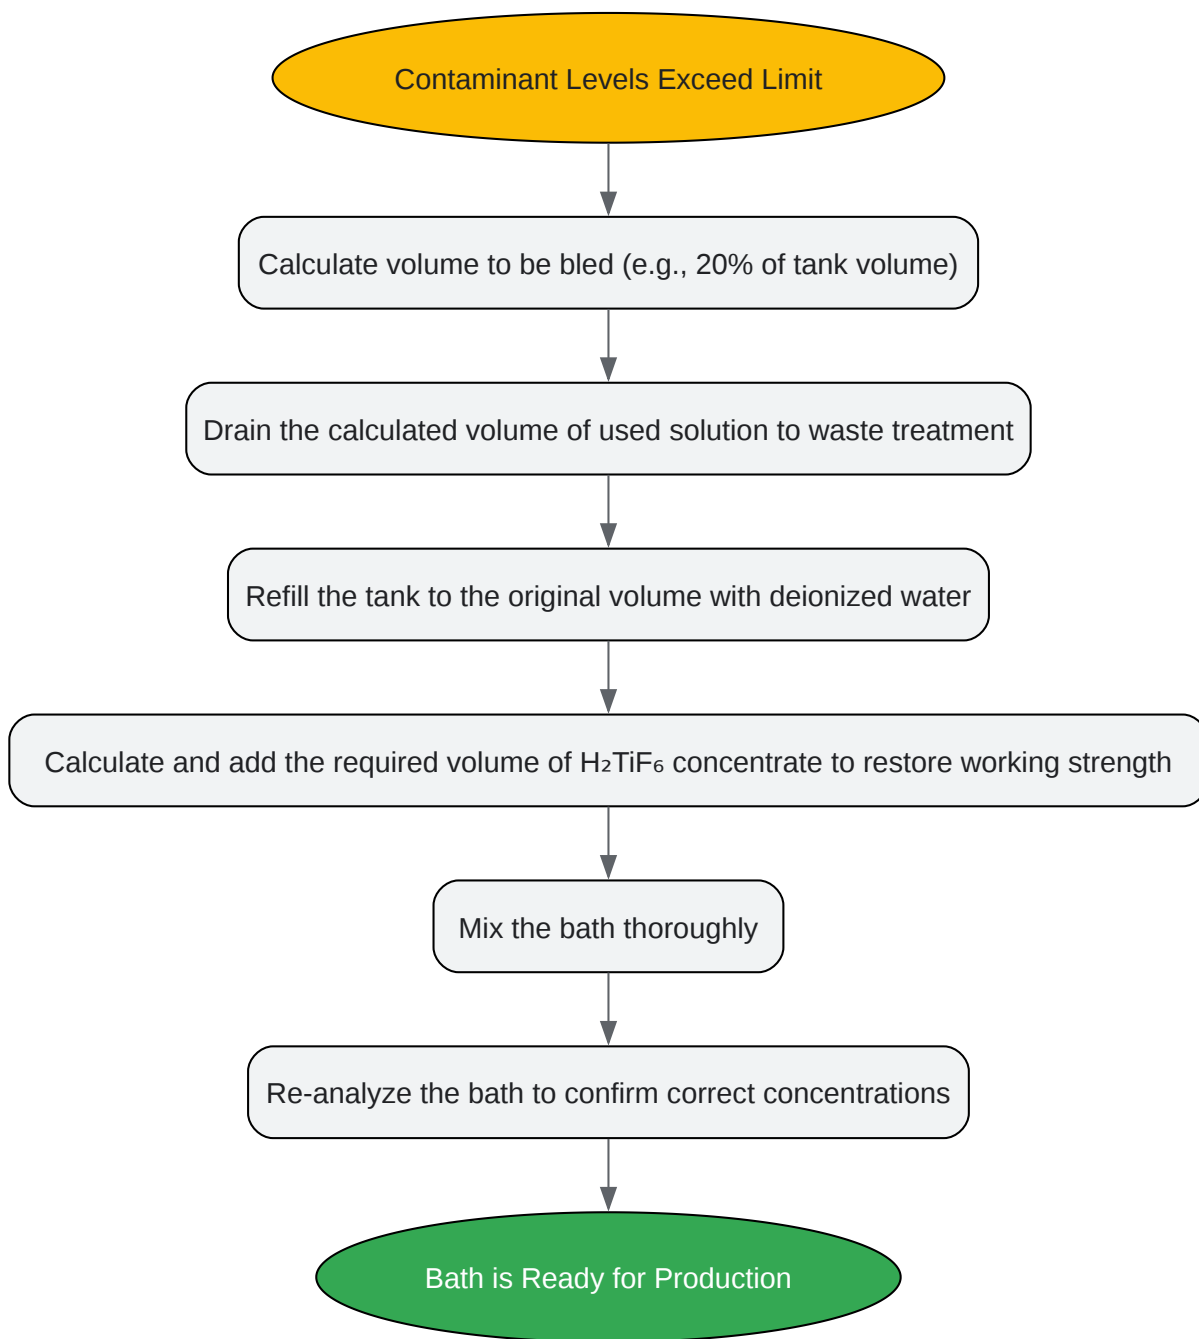 Contaminant Levels Exceed Limit
Calculate volume to be bled (e.g., 20% of tank volume)
Drain the calculated volume of used solution to waste treatment
Refill the tank to the original volume with deionized water
Calculate and add the required volume of H₂TiF₆ concentrate to restore working strength
Mix the bath thoroughly
Re-analyze the bath to confirm correct concentrations
Bath is Ready for Production